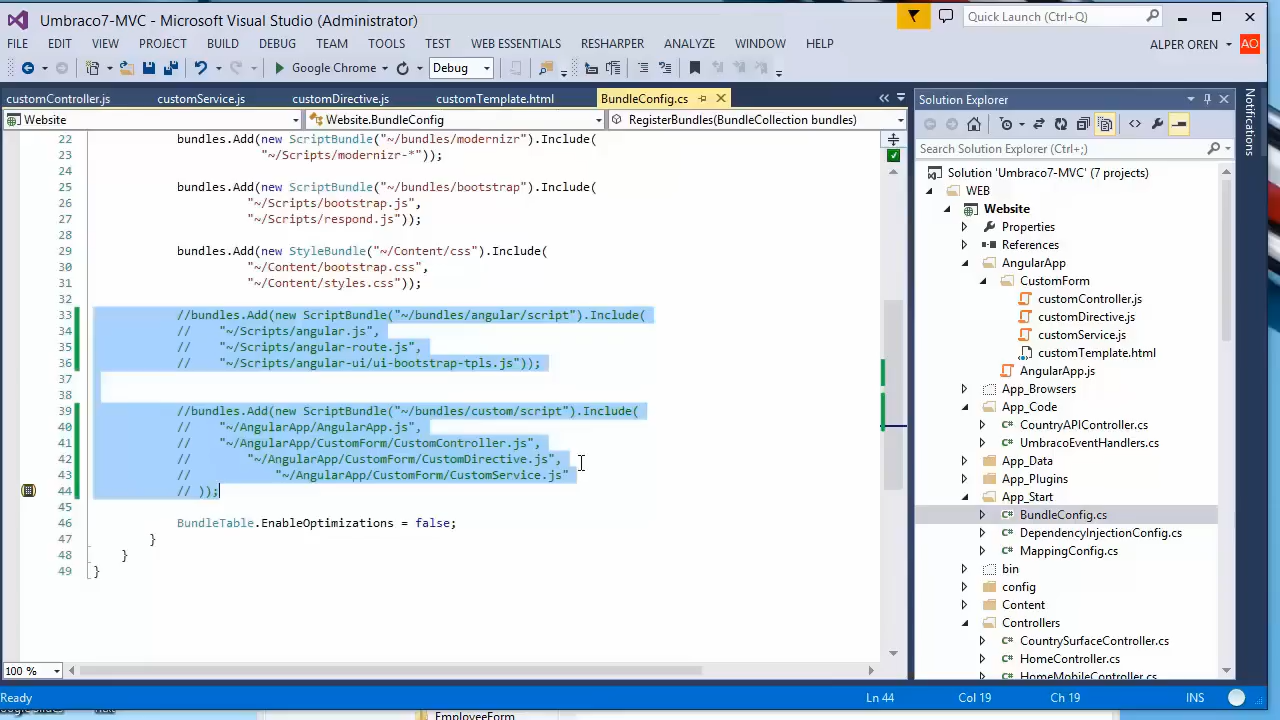 Umbraco7-MVC - Microsoft Visual Studio (Administrator)
Quick Launch (Ctrl+Q)
FILE EDIT VIEW PROJECT BUILD DEBUG TEAM TOOLS TEST WEB ESSENTIALS RESHARPER ANALYZE WINDOW HELP
ALPER OREN AO
Google Chrome Debug
customController.js customService.js customDirective.js customTemplate.html BundleConfig.cs
Website Website.BundleConfig RegisterBundles(BundleCollection bundles)
22 bundles.Add(new ScriptBundle("~/bundles/modernizr").Include(
23 "~/Scripts/modernizr-*"));
24
25 bundles.Add(new ScriptBundle("~/bundles/bootstrap").Include(
26 "~/Scripts/bootstrap.js",
27 "~/Scripts/respond.js"));
28
29 bundles.Add(new StyleBundle("~/Content/css").Include(
30 "~/Content/bootstrap.css",
31 "~/Content/styles.css"));
32
33 //bundles.Add(new ScriptBundle("~/bundles/angular/script").Include(
34 // "~/Scripts/angular.js",
35 // "~/Scripts/angular-route.js",
36 // "~/Scripts/angular-ui/ui-bootstrap-tpls.js"));
37
38
39 //bundles.Add(new ScriptBundle("~/bundles/custom/script").Include(
40 // "~/AngularApp/AngularApp.js",
41 // "~/AngularApp/CustomForm/CustomController.js",
42 // "~/AngularApp/CustomForm/CustomDirective.js",
43 // "~/AngularApp/CustomForm/CustomService.js"
44 // ));
45
46 BundleTable.EnableOptimizations = false;
47 }
48 }
49 }
100 %
Solution Explorer
Search Solution Explorer (Ctrl+;)
Solution 'Umbraco7-MVC' (7 projects)
WEB
Website
Properties
References
AngularApp
CustomForm
customController.js
customDirective.js
customService.js
customTemplate.html
AngularApp.js
App_Browsers
App_Code
CountryAPIController.cs
UmbracoEventHandlers.cs
App_Data
App_Plugins
App_Start
BundleConfig.cs
DependencyInjectionConfig.cs
MappingConfig.cs
bin
config
Content
Controllers
CountrySurfaceController.cs
HomeController.cs
HomeMobileController.cs
Notifications
Ready Ln 44 Col 19 Ch 19 INS
EmployeeForm